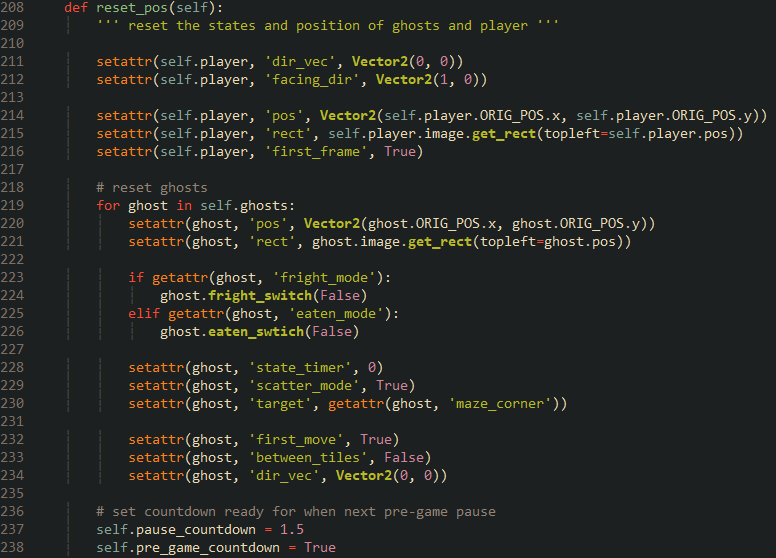 208 def reset_pos(self):
209 ''' reset the states and position of ghosts and player '''
210
211 setattr(self.player, 'dir_vec', Vector2(0, 0))
212 setattr(self.player, 'facing_dir', Vector2(1, 0))
213
214 setattr(self.player, 'pos', Vector2(self.player.ORIG_POS.x, self.player.ORIG_POS.y))
215 setattr(self.player, 'rect', self.player.image.get_rect(topleft=self.player.pos))
216 setattr(self.player, 'first_frame', True)
217
218 # reset ghosts
219 for ghost in self.ghosts:
220 setattr(ghost, 'pos', Vector2(ghost.ORIG_POS.x, ghost.ORIG_POS.y))
221 setattr(ghost, 'rect', ghost.image.get_rect(topleft=ghost.pos))
222
223 if getattr(ghost, 'fright_mode'):
224 ghost.fright_switch(False)
225 elif getattr(ghost, 'eaten_mode'):
226 ghost.eaten_swtich(False)
227
228 setattr(ghost, 'state_timer', 0)
229 setattr(ghost, 'scatter_mode', True)
230 setattr(ghost, 'target', getattr(ghost, 'maze_corner'))
231
232 setattr(ghost, 'first_move', True)
233 setattr(ghost, 'between_tiles', False)
234 setattr(ghost, 'dir_vec', Vector2(0, 0))
235
236 # set countdown ready for when next pre-game pause
237 self.pause_countdown = 1.5
238 self.pre_game_countdown = True